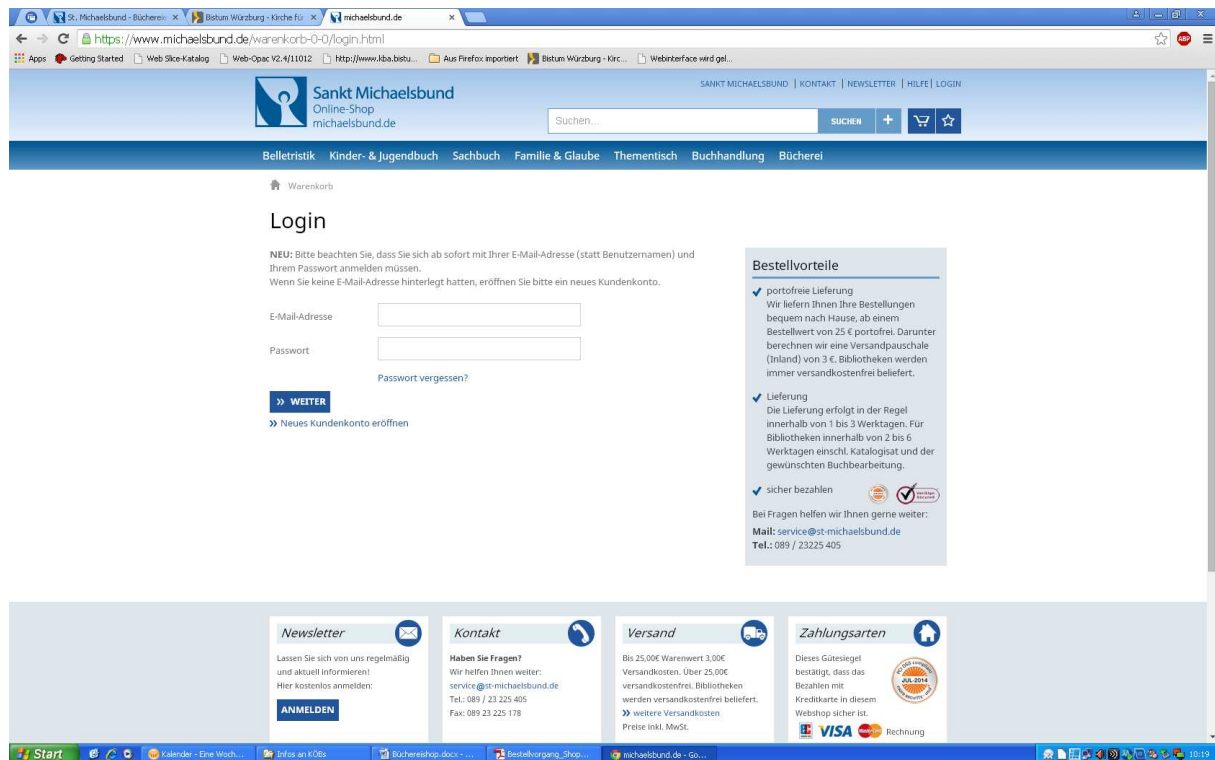 St. Michaelsbund - Bücherei
Bistum Würzburg - Kirche für
michaelsbund.de
https://www.michaelsbund.de/warenkorb-0-0/login.html
ABP
Apps Getting Started Web Slice-Katalog Web-Opac V2.4/11012 http://www.kba.bistu... Aus Firefox importiert Bistum Würzburg - Kirc... Webinterface wird gel...
SANKT MICHAELSBUND | KONTAKT | NEWSLETTER | HILFE | LOGIN
Sankt Michaelsbund
Online-Shop
michaelsbund.de
Suchen...
SUCHEN +
Belletristik Kinder- & Jugendbuch Sachbuch Familie & Glaube Thementisch Buchhandlung Bücherei
Warenkorb
Login
NEU: Bitte beachten Sie, dass Sie sich ab sofort mit Ihrer E-Mail-Adresse (statt Benutzernamen) und
Ihrem Passwort anmelden müssen.
Wenn Sie keine E-Mail-Adresse hinterlegt hatten, eröffnen Sie bitte ein neues Kundenkonto.
E-Mail-Adresse
Passwort
Passwort vergessen?
» WEITER
» Neues Kundenkonto eröffnen
Bestellvorteile
portofreie Lieferung
Wir liefern Ihnen Ihre Bestellungen
bequem nach Hause, ab einem
Bestellwert von 25 € portofrei. Darunter
berechnen wir eine Versandpauschale
(Inland) von 3 €. Bibliotheken werden
immer versandkostenfrei beliefert.
Lieferung
Die Lieferung erfolgt in der Regel
innerhalb von 1 bis 3 Werktagen. Für
Bibliotheken innerhalb von 2 bis 6
Werktagen einschl. Katalogisat und der
gewünschten Buchbearbeitung.
sicher bezahlen
Bei Fragen helfen wir Ihnen gerne weiter:
Mail: service@st-michaelsbund.de
Tel.: 089 / 23225 405
Newsletter
Lassen Sie sich von uns regelmäßig
und aktuell informieren!
Hier kostenlos anmelden:
ANMELDEN
Kontakt
Haben Sie Fragen?
Wir helfen Ihnen weiter:
service@st-michaelsbund.de
Tel.: 089 / 23 225 405
Fax: 089 23 225 178
Versand
Bis 25,00€ Warenwert 3,00€
Versandkosten. Über 25,00€
versandkostenfrei. Bibliotheken
werden versandkostenfrei beliefert.
» weitere Versandkosten
Preise inkl. MwSt.
Zahlungsarten
Dieses Gütesiegel
bestätigt, dass das
Bezahlen mit
Kreditkarte in diesem
Webshop sicher ist.
JUL-2014
VISA MasterCard Rechnung
Start Kalender - Eine Woch... Infos an KÖBs Büchereishop.docx - ... Bestellvorgang_Shop... michaelsbund.de - Go... 10:19